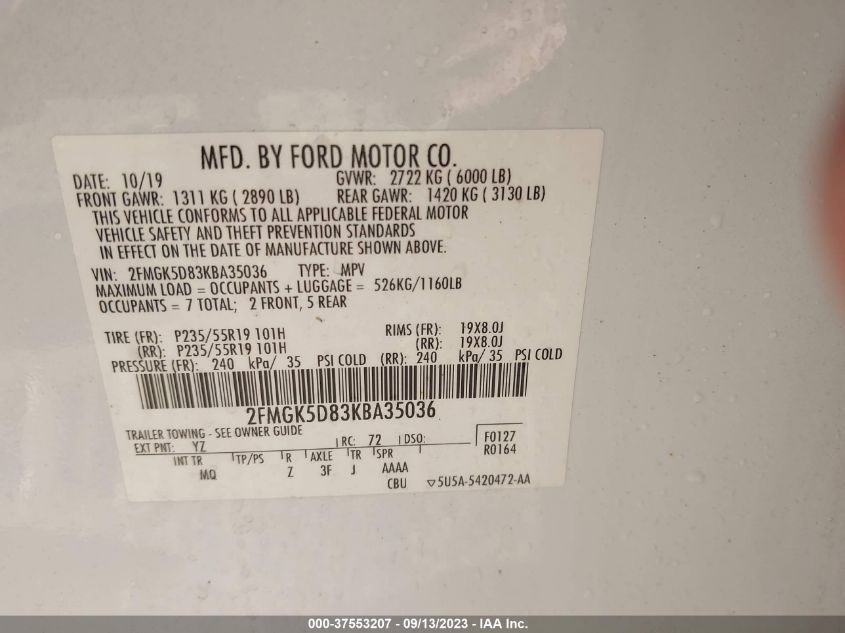 MFD. BY FORD MOTOR CO.
DATE: 10/19 GVWR: 2722 KG ( 6000 LB)
FRONT GAWR: 1311 KG ( 2890 LB) REAR GAWR: 1420 KG ( 3130 LB)
THIS VEHICLE CONFORMS TO ALL APPLICABLE FEDERAL MOTOR
VEHICLE SAFETY AND THEFT PREVENTION STANDARDS
IN EFFECT ON THE DATE OF MANUFACTURE SHOWN ABOVE.
VIN: 2FMGK5D83KBA35036 TYPE: MPV
MAXIMUM LOAD = OCCUPANTS + LUGGAGE = 526KG/1160LB
OCCUPANTS = 7 TOTAL; 2 FRONT, 5 REAR
TIRE (FR): P235/55R19 101H RIMS (FR): 19X8.0J
(RR): P235/55R19 101H (RR): 19X8.0J
PRESSURE (FR): 240 kPa/ 35 PSI COLD (RR): 240 kPa/ 35 PSI COLD
2FMGK5D83KBA35036
TRAILER TOWING - SEE OWNER GUIDE
EXT PNT: YZ RC: 72 DSO: F0127
R0164
INT TR TP/PS R AXLE TR SPR
MQ Z 3F J AAAA
CBU ▽5U5A-5420472-AA
000-37553207 - 09/13/2023 - 5125 - IAAI Inc.